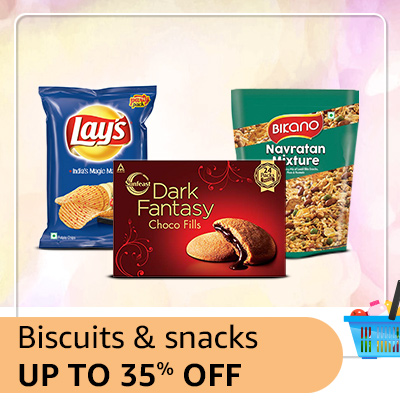 Lay's
India's Magic Ma
BIKANO
Navratan
Mixture
Sunfeast
Dark
Fantasy
Choco Fills
Biscuits & snacks
UP TO 35% OFF